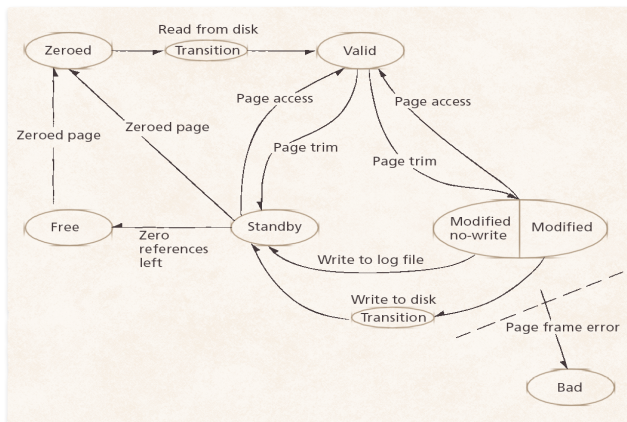 Read from disk
Zeroed
Transition
Valid
Page access
Page access
Zeroed page
Zeroed page
Page trim
Page trim
Free
Standby
Modified
no-write
Modified
Zero
references
left
Write to log file
Write to disk
Transition
Page frame error
Bad